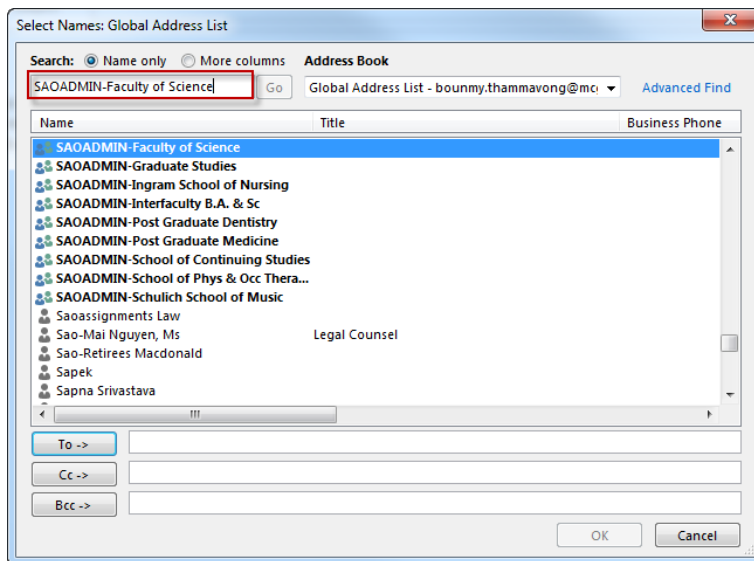 Select Names: Global Address List
Search: Name only More columns Address Book
SAOADMIN-Faculty of Science Go Global Address List - bounmy.thammavong@mc Advanced Find
Name Title Business Phone
SAOADMIN-Faculty of Science
SAOADMIN-Graduate Studies
SAOADMIN-Ingram School of Nursing
SAOADMIN-Interfaculty B.A. & Sc
SAOADMIN-Post Graduate Dentistry
SAOADMIN-Post Graduate Medicine
SAOADMIN-School of Continuing Studies
SAOADMIN-School of Phys & Occ Thera...
SAOADMIN-Schulich School of Music
Saoassignments Law
Sao-Mai Nguyen, Ms Legal Counsel
Sao-Retirees Macdonald
Sapek
Sapna Srivastava
To ->
Cc ->
Bcc ->
OK Cancel